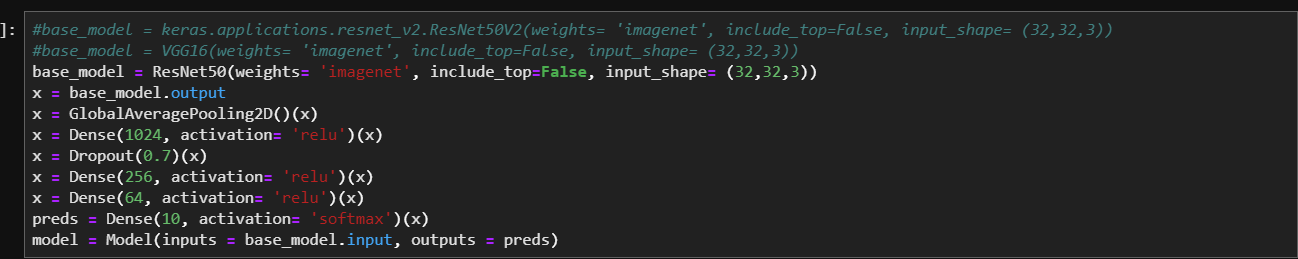 ]: #base_model = keras.applications.resnet_v2.ResNet50V2(weights= 'imagenet', include_top=False, input_shape= (32,32,3))
#base_model = VGG16(weights= 'imagenet', include_top=False, input_shape= (32,32,3))
base_model = ResNet50(weights= 'imagenet', include_top=False, input_shape= (32,32,3))
x = base_model.output
x = GlobalAveragePooling2D()(x)
x = Dense(1024, activation= 'relu')(x)
x = Dropout(0.7)(x)
x = Dense(256, activation= 'relu')(x)
x = Dense(64, activation= 'relu')(x)
preds = Dense(10, activation= 'softmax')(x)
model = Model(inputs = base_model.input, outputs = preds)